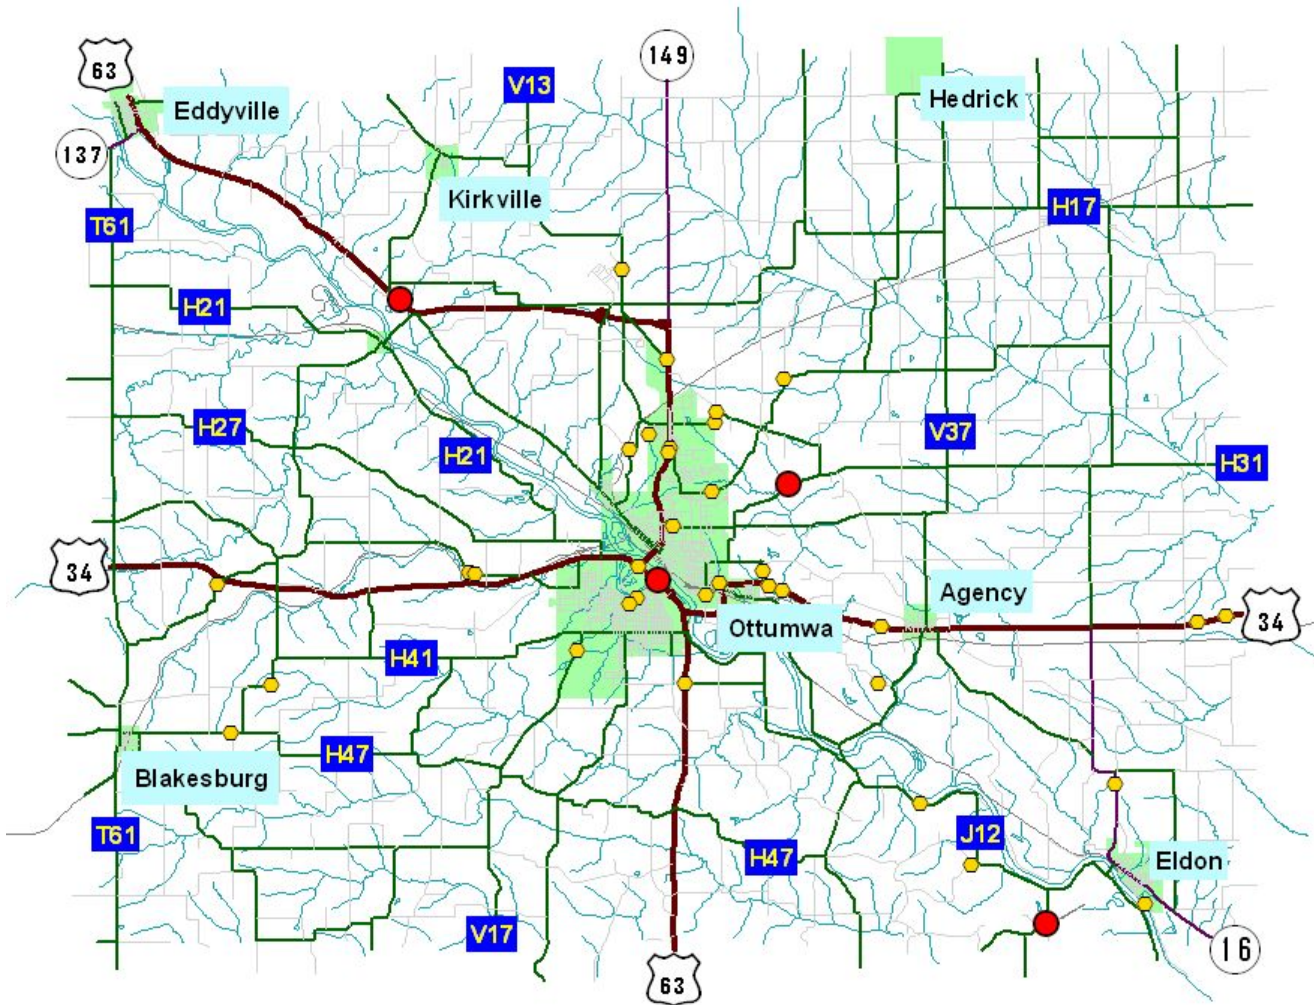 63
Eddyville
137
V13
149
Hedrick
Kirkville
T61
H17
H21
H27
H21
V37
H31
34
Agency
Ottumwa
34
H41
H47
Blakesburg
T61
H47
J12
Eldon
V17
63
16